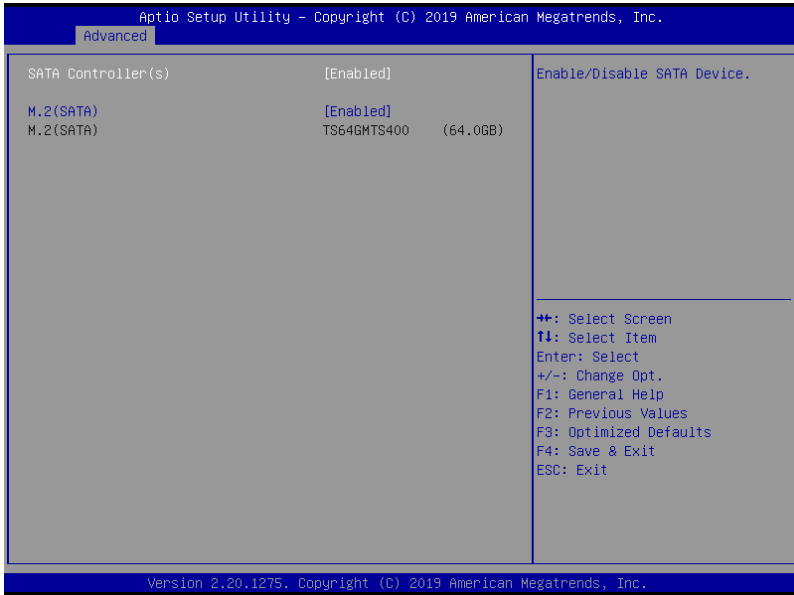 Aptio Setup Utility – Copyright (C) 2019 American Megatrends, Inc.
Advanced
SATA Controller(s) [Enabled]
M.2(SATA) [Enabled]
M.2(SATA) TS64GMTS400 (64.0GB)
Enable/Disable SATA Device.
→←: Select Screen
↑↓: Select Item
Enter: Select
+/-: Change Opt.
F1: General Help
F2: Previous Values
F3: Optimized Defaults
F4: Save & Exit
ESC: Exit
Version 2.20.1275. Copyright (C) 2019 American Megatrends, Inc.